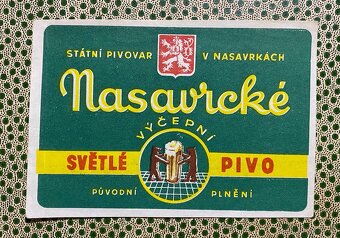 STÁTNÍ PIVOVAR V NASAVRKÁCH
Nasavrcké
VÝČEPNÍ
SVĚTLÉ PIVO
PŮVODNÍ PLNĚNÍ